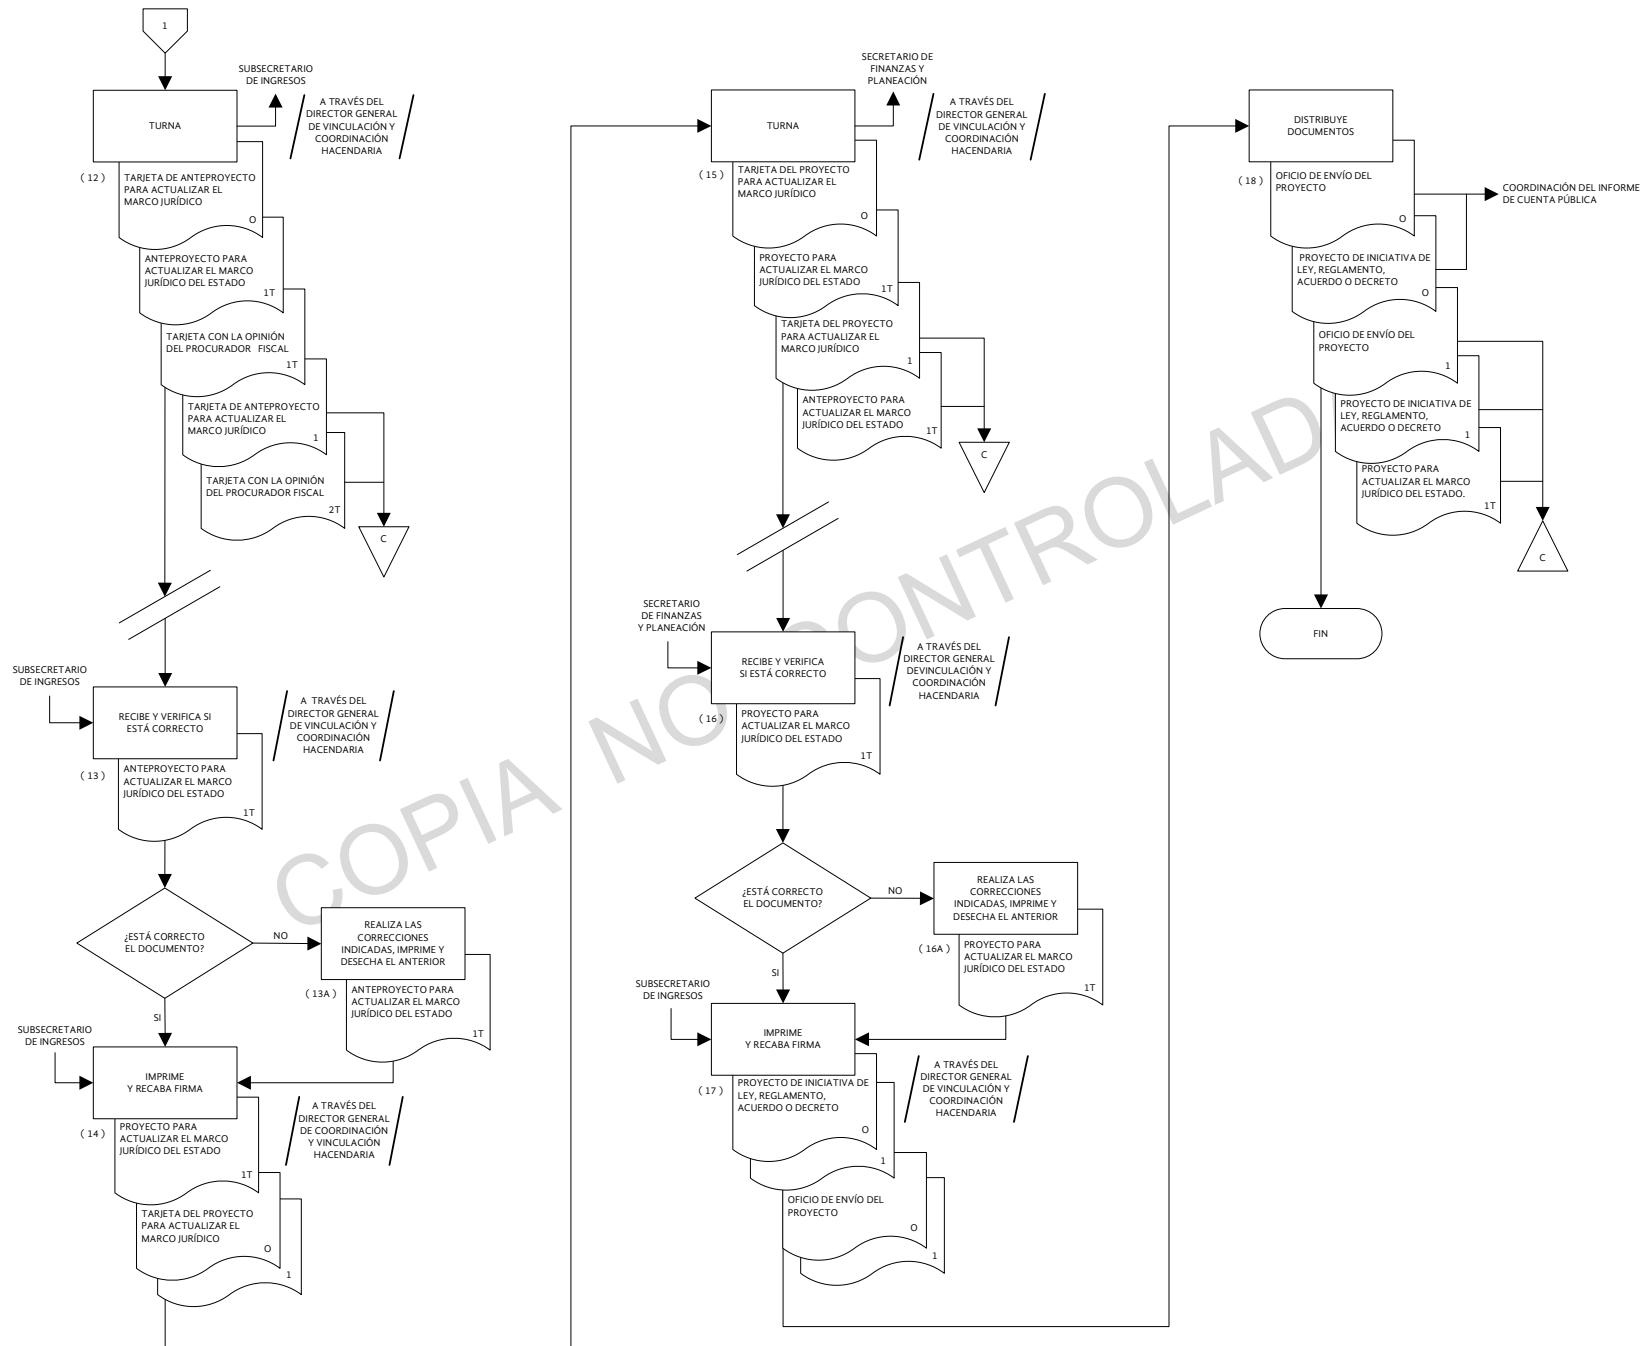 1
SUBSECRETARIO
DE INGRESOS
TURNA
A TRAVÉS DEL
DIRECTOR GENERAL
DE VINCULACIÓN Y
COORDINACIÓN
HACENDARIA
( 12 )
TARJETA DE ANTEPROYECTO
PARA ACTUALIZAR EL
MARCO JURÍDICO
O
ANTEPROYECTO PARA
ACTUALIZAR EL MARCO
JURÍDICO DEL ESTADO
1T
TARJETA CON LA OPINIÓN
DEL PROCURADOR FISCAL
1T
TARJETA DE ANTEPROYECTO
PARA ACTUALIZAR EL
MARCO JURÍDICO
1
TARJETA CON LA OPINIÓN
DEL PROCURADOR FISCAL
2T
C
SUBSECRETARIO
DE INGRESOS
RECIBE Y VERIFICA SI
ESTÁ CORRECTO
A TRAVÉS DEL
DIRECTOR GENERAL
DE VINCULACIÓN Y
COORDINACIÓN
HACENDARIA
( 13 )
ANTEPROYECTO PARA
ACTUALIZAR EL MARCO
JURÍDICO DEL ESTADO
1T
¿ESTÁ CORRECTO
EL DOCUMENTO?
NO
REALIZA LAS
CORRECCIONES
INDICADAS, IMPRIME Y
DESECHA EL ANTERIOR
( 13A )
ANTEPROYECTO PARA
ACTUALIZAR EL MARCO
JURÍDICO DEL ESTADO
1T
SI
SUBSECRETARIO
DE INGRESOS
IMPRIME
Y RECABA FIRMA
A TRAVÉS DEL
DIRECTOR GENERAL
DE COORDINACIÓN
Y VINCULACIÓN
HACENDARIA
( 14 )
PROYECTO PARA
ACTUALIZAR EL MARCO
JURÍDICO DEL ESTADO
1T
TARJETA DEL PROYECTO
PARA ACTUALIZAR EL
MARCO JURÍDICO
O
1
SECRETARIO DE
FINANZAS Y
PLANEACIÓN
TURNA
A TRAVÉS DEL
DIRECTOR GENERAL
DE VINCULACIÓN Y
COORDINACIÓN
HACENDARIA
( 15 )
TARJETA DEL PROYECTO
PARA ACTUALIZAR EL
MARCO JURÍDICO
O
PROYECTO PARA
ACTUALIZAR EL MARCO
JURÍDICO DEL ESTADO
1T
TARJETA DEL PROYECTO
PARA ACTUALIZAR EL
MARCO JURÍDICO
1
ANTEPROYECTO PARA
ACTUALIZAR EL MARCO
JURÍDICO DEL ESTADO
1T
C
SECRETARIO
DE FINANZAS
Y PLANEACIÓN
RECIBE Y VERIFICA
SI ESTÁ CORRECTO
A TRAVÉS DEL
DIRECTOR GENERAL
DEVINCULACIÓN Y
COORDINACIÓN
HACENDARIA
( 16 )
PROYECTO PARA
ACTUALIZAR EL MARCO
JURÍDICO DEL ESTADO
1T
¿ESTÁ CORRECTO
EL DOCUMENTO?
NO
REALIZA LAS
CORRECCIONES
INDICADAS, IMPRIME Y
DESECHA EL ANTERIOR
( 16A )
PROYECTO PARA
ACTUALIZAR EL MARCO
JURÍDICO DEL ESTADO
1T
SI
SUBSECRETARIO
DE INGRESOS
IMPRIME
Y RECABA FIRMA
A TRAVÉS DEL
DIRECTOR GENERAL
DE VINCULACIÓN Y
COORDINACIÓN
HACENDARIA
( 17 )
PROYECTO DE INICIATIVA DE
LEY, REGLAMENTO,
ACUERDO O DECRETO
O
1
OFICIO DE ENVÍO DEL
PROYECTO
O
1
DISTRIBUYE
DOCUMENTOS
( 18 )
OFICIO DE ENVÍO DEL
PROYECTO
O
COORDINACIÓN DEL INFORME
DE CUENTA PÚBLICA
PROYECTO DE INICIATIVA DE
LEY, REGLAMENTO,
ACUERDO O DECRETO
O
OFICIO DE ENVÍO DEL
PROYECTO
1
PROYECTO DE INICIATIVA DE
LEY, REGLAMENTO,
ACUERDO O DECRETO
1
PROYECTO PARA
ACTUALIZAR EL MARCO
JURÍDICO DEL ESTADO.
1T
C
FIN
COPIA NO CONTROLAD